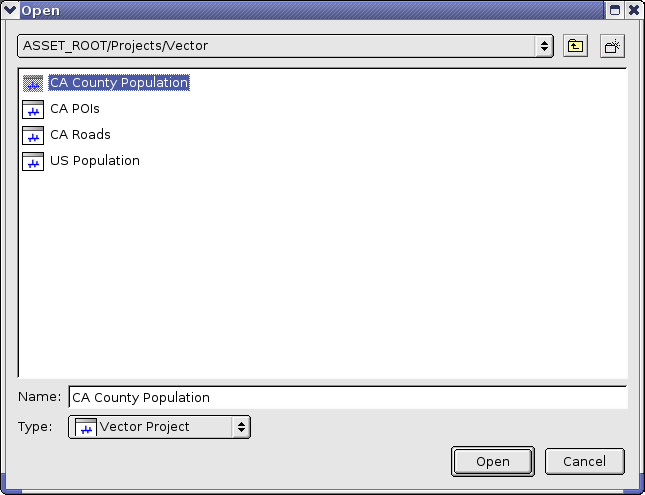 Open
ASSET_ROOT/Projects/Vector
CA County Population
CA POIs
CA Roads
US Population
Name: CA County Population
Type: Vector Project
Open Cancel